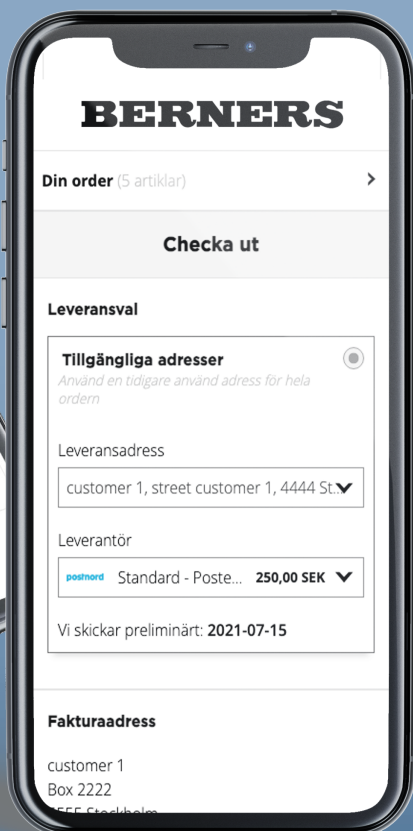 BERNERS
Din order (5 artiklar)
Checka ut
Leveransval
Tillgängliga adresser
Använd en tidigare använd adress för hela
ordern
Leveransadress
customer 1, street customer 1, 4444 St...
Leverantör
postnord Standard - Poste... 250,00 SEK
Vi skickar preliminärt: 2021-07-15
Fakturaadress
customer 1
Box 2222
Stockholm